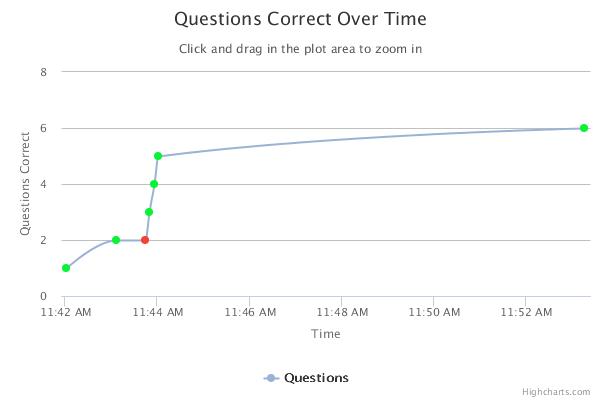 Questions Correct Over Time
Click and drag in the plot area to zoom in
Questions Correct
8
6
4
2
0
11:42 AM 11:44 AM 11:46 AM 11:48 AM 11:50 AM 11:52 AM
Time
Questions
Highcharts.com